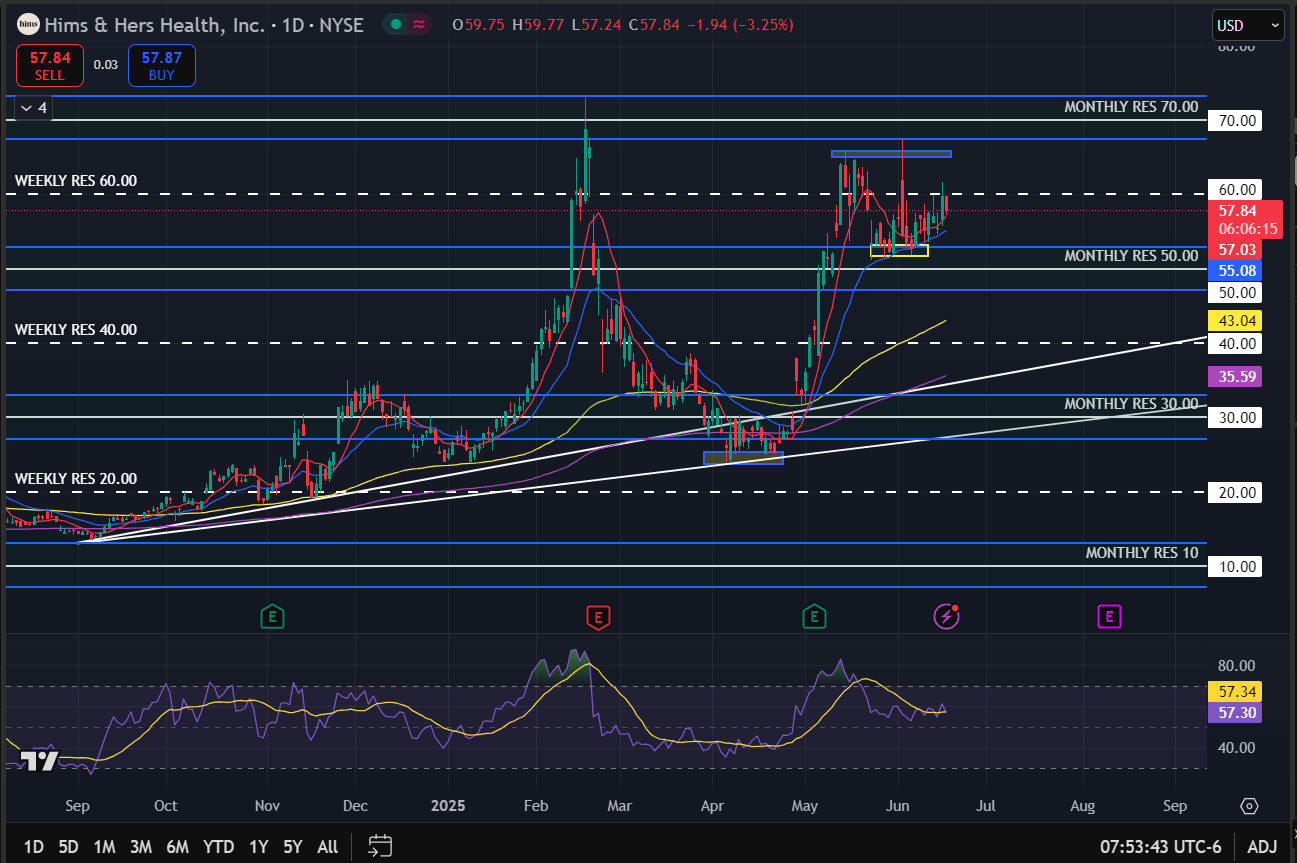 hims Hims & Hers Health, Inc. · 1D · NYSE O59.75 H59.77 L57.24 C57.84 −1.94 (−3.25%) USD
57.84 SELL 0.03 57.87 BUY
80.00
4
MONTHLY RES 70.00
70.00
WEEKLY RES 60.00
60.00
57.84
06:06:15
57.03
MONTHLY RES 50.00
55.08
50.00
43.04
WEEKLY RES 40.00
40.00
35.59
MONTHLY RES 30.00
30.00
WEEKLY RES 20.00
20.00
MONTHLY RES 10
10.00
E E E E
80.00
57.34
57.30
40.00
Sep Oct Nov Dec 2025 Feb Mar Apr May Jun Jul Aug Sep
1D 5D 1M 3M 6M YTD 1Y 5Y All 07:53:43 UTC-6 ADJ